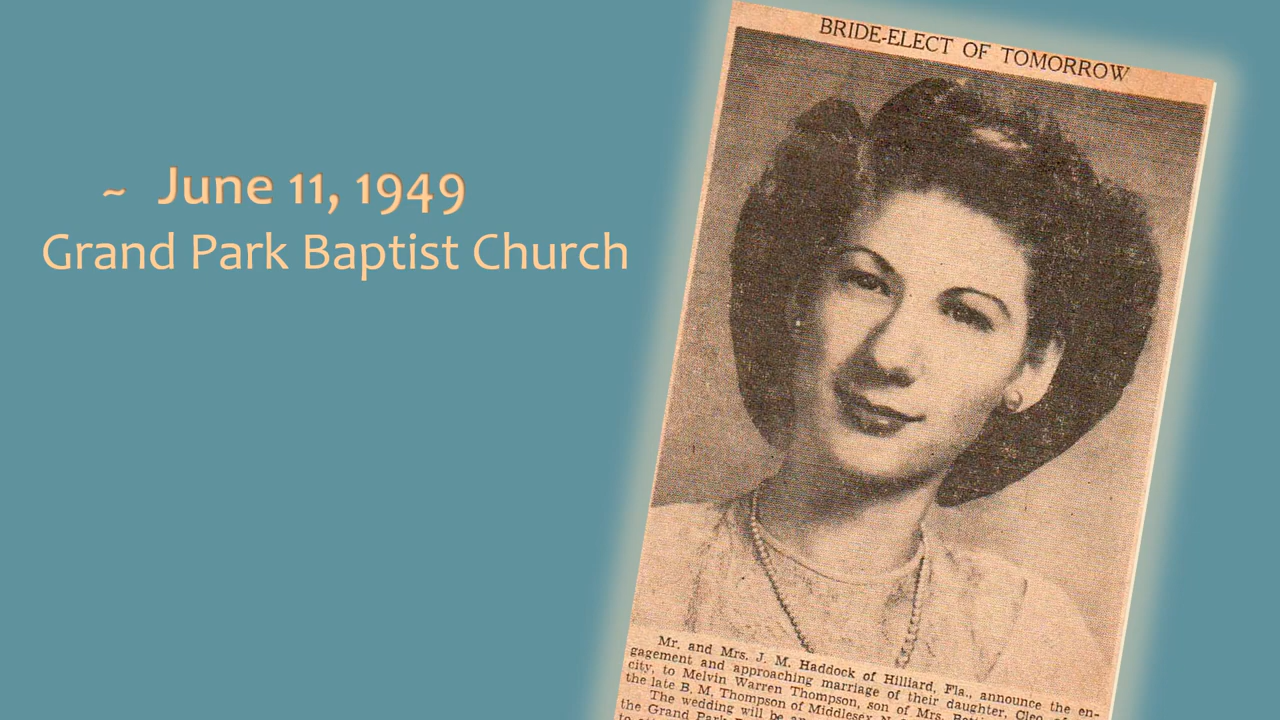 ~ June 11, 1949
Grand Park Baptist Church
BRIDE-ELECT OF TOMORROW
Mr. and Mrs. J. M. Haddock of Hilliard, Fla., announce the en-
gagement and approaching marriage of their daughter, Cleo, of
city, to Melvin Warren Thompson, son of Mrs.
the late B. M. Thompson of Middlesex,
The wedding will be
the Grand Park